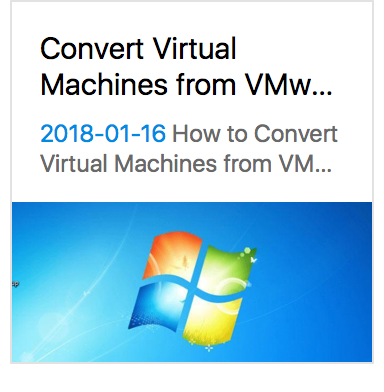 Convert Virtual
Machines from VMw...
2018-01-16 How to Convert
Virtual Machines from VM...